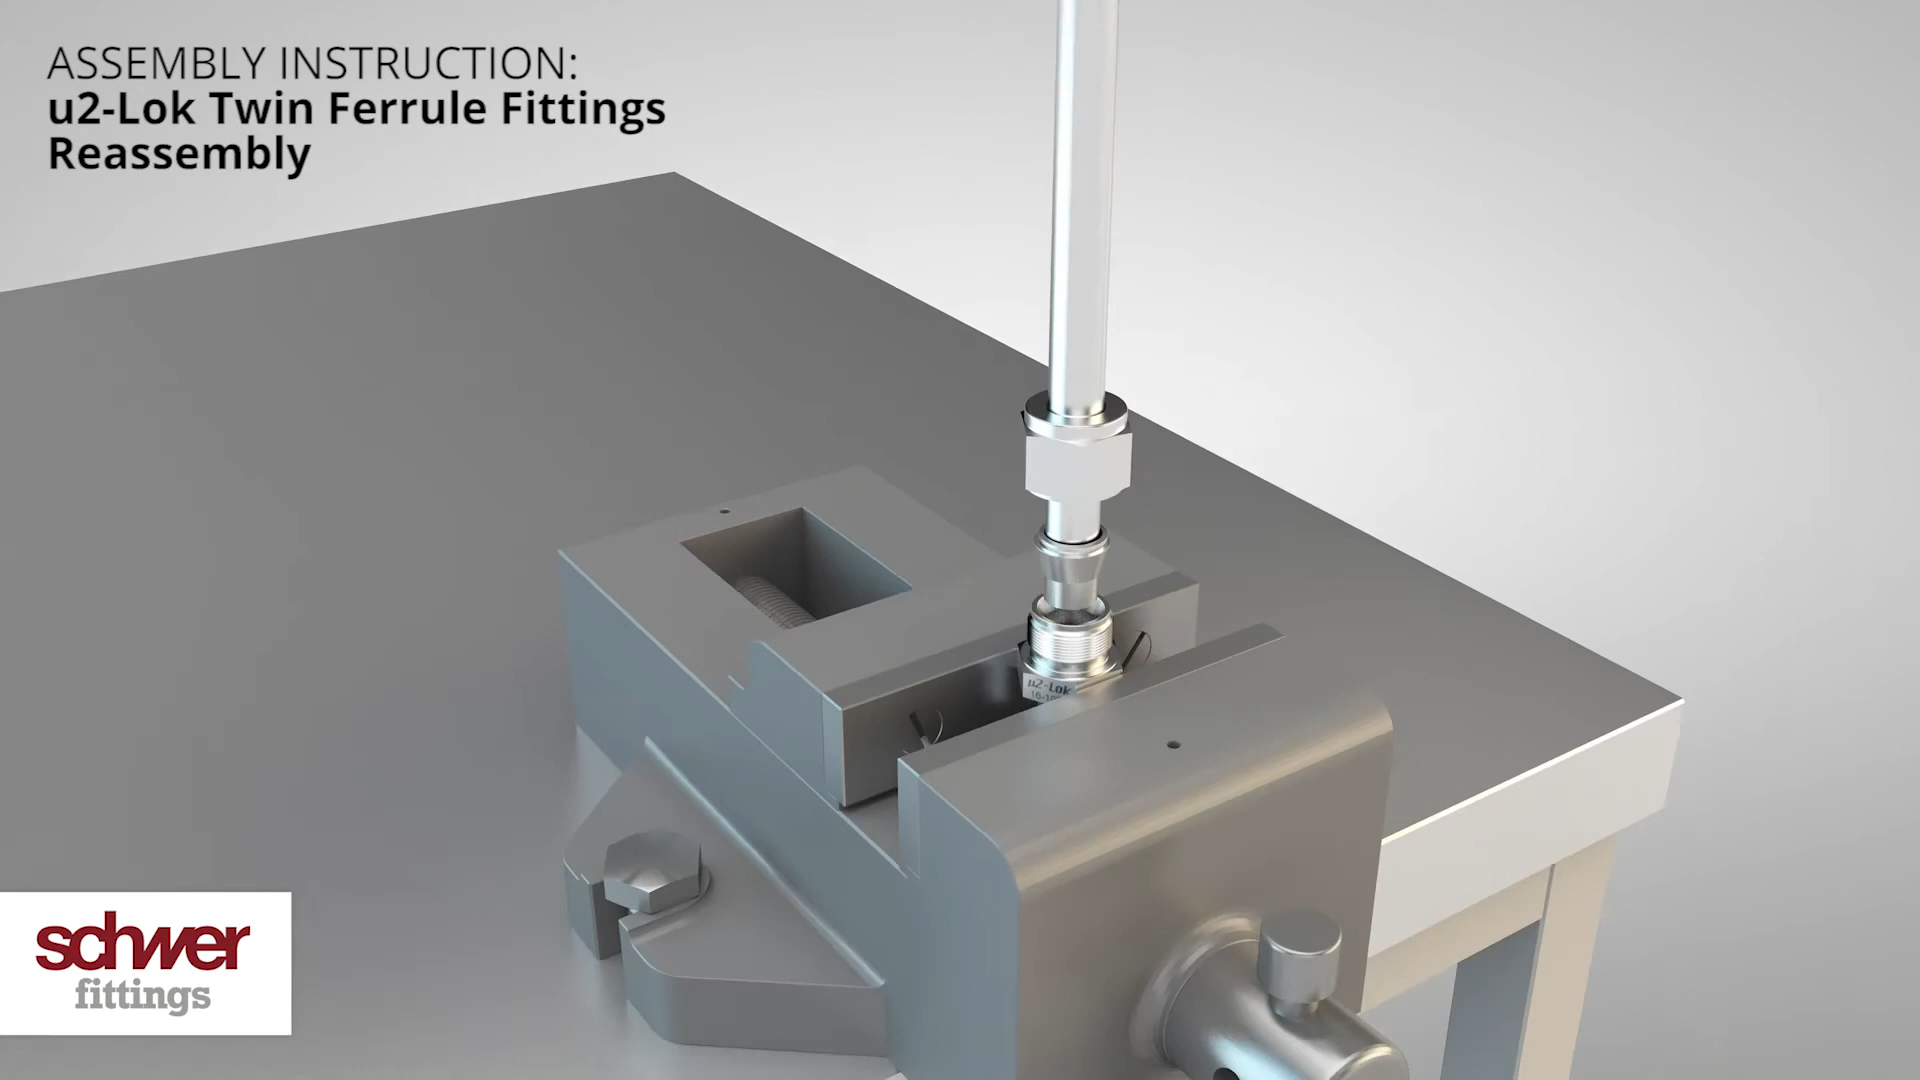 ASSEMBLY INSTRUCTION:
u2-Lok Twin Ferrule Fittings
Reassembly
µ2-Lok
schwer
fittings